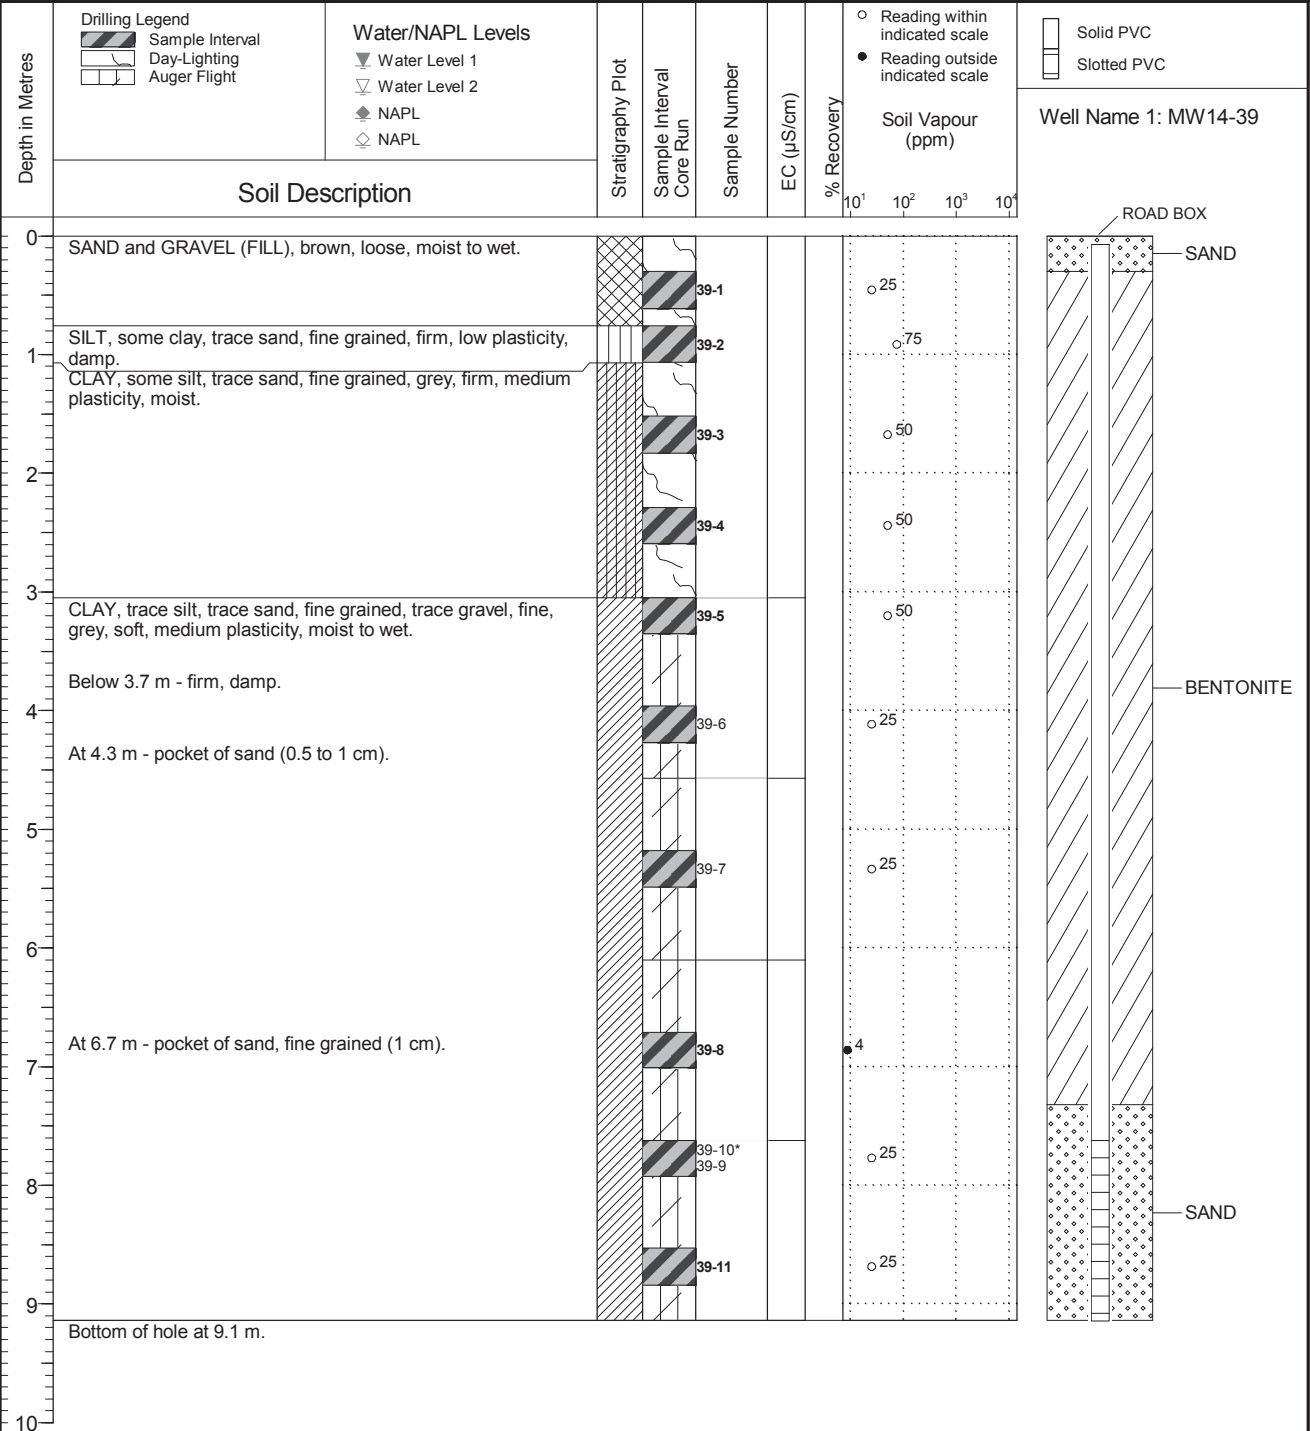 Drilling Legend
Sample Interval
Day-Lighting
Auger Flight
Water/NAPL Levels
Water Level 1
Water Level 2
NAPL
NAPL
Depth in Metres
Soil Description
Stratigraphy Plot
Sample Interval
Core Run
Sample Number
EC (µS/cm)
% Recovery
Reading within
indicated scale
Reading outside
indicated scale
Soil Vapour
(ppm)
10¹ 10² 10³ 10⁴
Solid PVC
Slotted PVC
Well Name 1: MW14-39
ROAD BOX
0
SAND and GRAVEL (FILL), brown, loose, moist to wet.
SAND
39-1
25
SILT, some clay, trace sand, fine grained, firm, low plasticity,
damp.
39-2
75
1
CLAY, some silt, trace sand, fine grained, grey, firm, medium
plasticity, moist.
39-3
50
2
39-4
50
3
CLAY, trace silt, trace sand, fine grained, trace gravel, fine,
grey, soft, medium plasticity, moist to wet.
39-5
50
Below 3.7 m - firm, damp.
BENTONITE
4
39-6
25
At 4.3 m - pocket of sand (0.5 to 1 cm).
5
39-7
25
6
At 6.7 m - pocket of sand, fine grained (1 cm).
39-8
4
7
39-10*
39-9
25
8
SAND
39-11
25
9
Bottom of hole at 9.1 m.
10